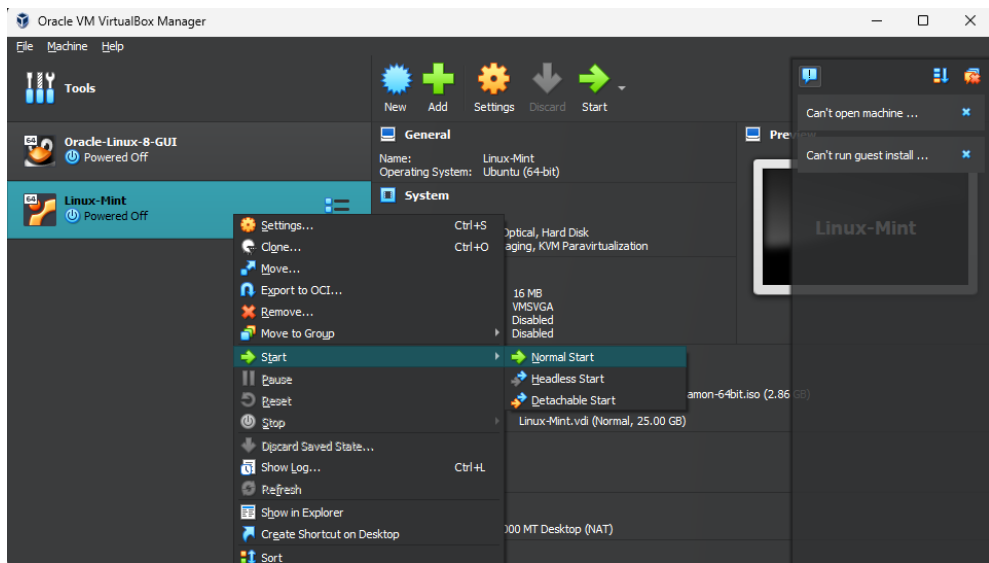 Oracle VM VirtualBox Manager
File Machine Help
Tools
New Add Settings Discard Start
Oracle-Linux-8-GUI
Powered Off
Linux-Mint
Powered Off
General
Name: Linux-Mint
Operating System: Ubuntu (64-bit)
System
Optical, Hard Disk
aging, KVM Paravirtualization
16 MB
VMSVGA
Disabled
Disabled
amon-64bit.iso (2.86 GB)
Linux-Mint.vdi (Normal, 25.00 GB)
000 MT Desktop (NAT)
Settings... Ctrl+S
Clone... Ctrl+O
Move...
Export to OCI...
Remove...
Move to Group
Start
Pause
Reset
Stop
Discard Saved State...
Show Log... Ctrl+L
Refresh
Show in Explorer
Create Shortcut on Desktop
Sort
Normal Start
Headless Start
Detachable Start
Preview
Linux-Mint
Can't open machine ...
Can't run guest install ...
64
64